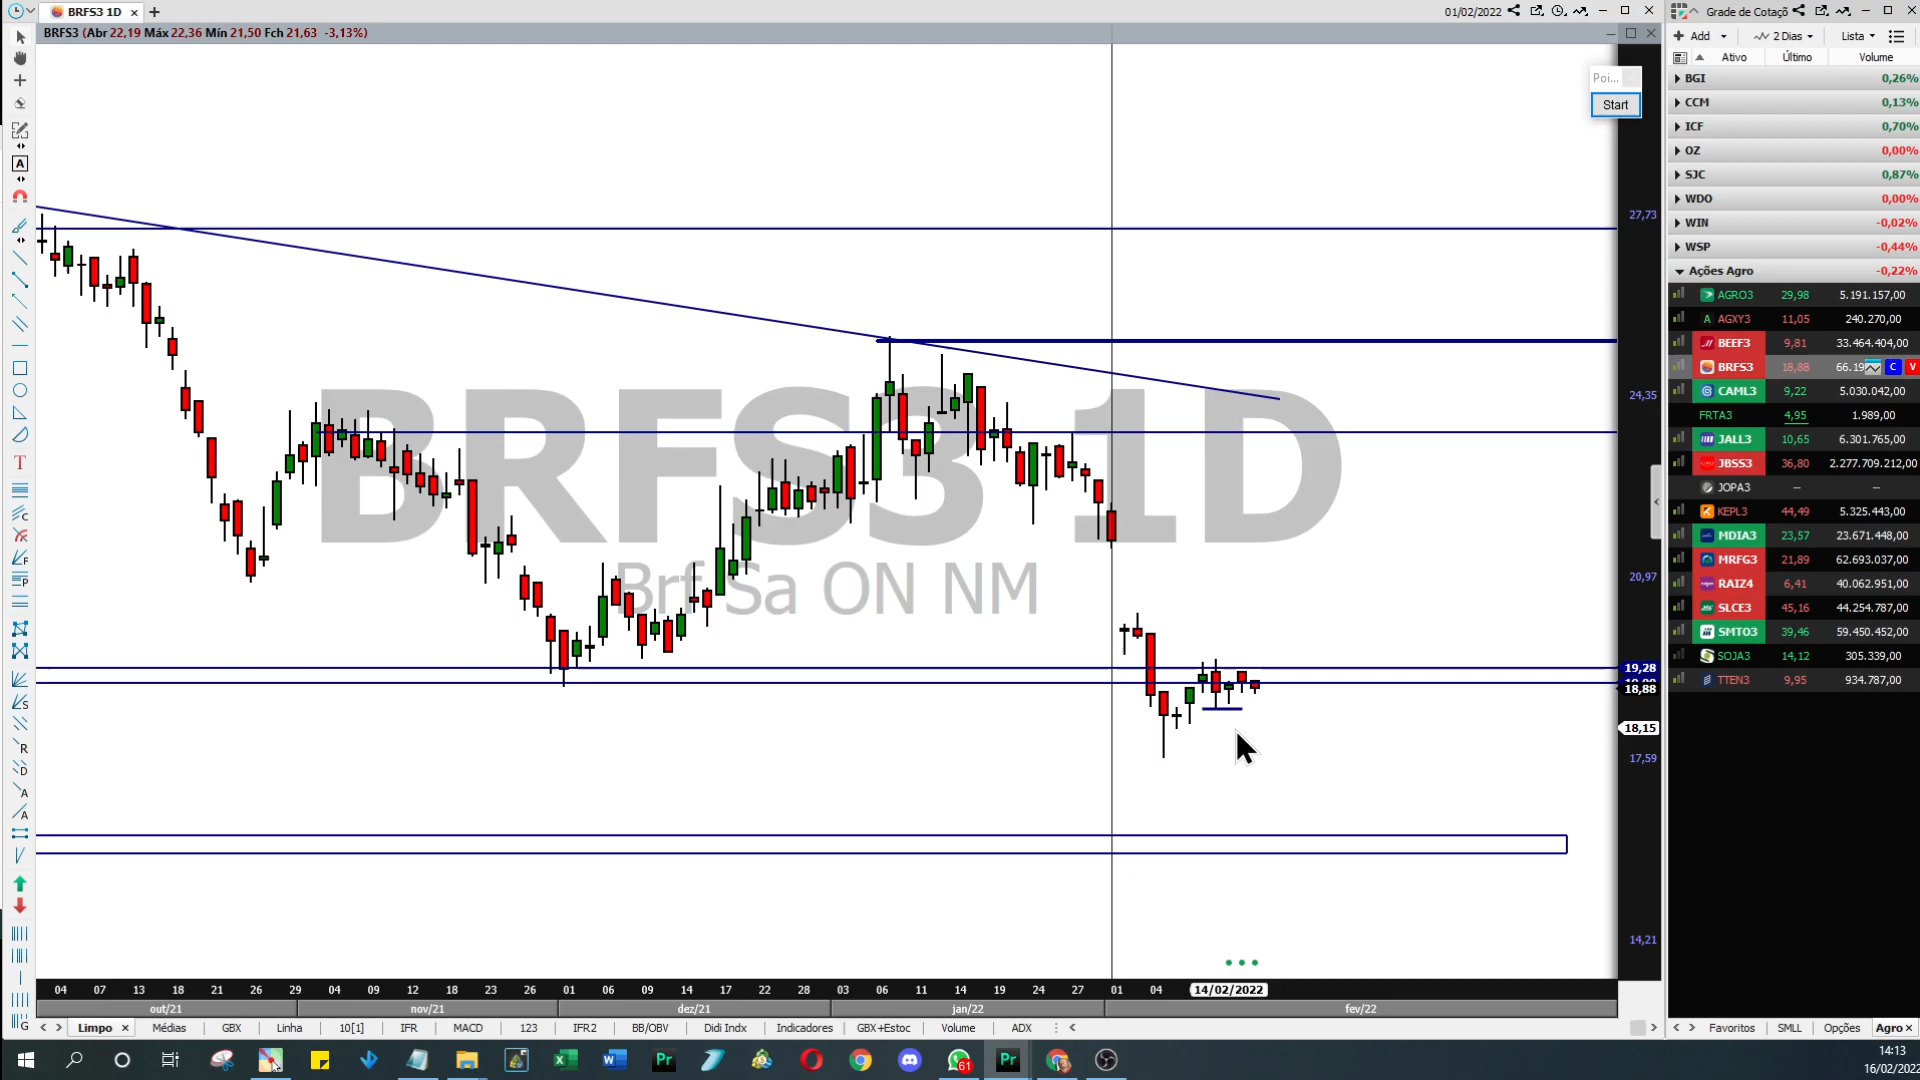 BRFS3 1D × +
01/02/2022
Grade de Cotaçõ
BRFS3 (Abr 22,19 Máx 22,36 Mín 21,50 Fch 21,63 -3,13%)
Add 2 Dias Lista
Ativo Último Volume
Poi...
Start
BGI 0,26%
CCM 0,13%
ICF 0,70%
OZ 0,00%
SJC 0,87%
WDO 0,00%
WIN -0,02%
WSP -0,44%
Ações Agro -0,22%
AGRO3 29,98 5.191.157,00
A AGXY3 11,05 240.270,00
BEEF3 9,81 33.464.404,00
BRFS3 18,88 66.19 C V
CAML3 9,22 5.030.042,00
FRTA3 4,95 1.989,00
JALL3 10,65 6.301.765,00
JBSS3 36,80 2.277.709.212,00
JOPA3 – –
KEPL3 44,49 5.325.443,00
MDIA3 23,57 23.671.448,00
MRFG3 21,89 62.693.037,00
RAIZ4 6,41 40.062.951,00
SLCE3 45,16 44.254.787,00
SMTO3 39,46 59.450.452,00
SOJA3 14,12 305.339,00
TTEN3 9,95 934.787,00
BRFS3 1D
Brf Sa ON NM
27,73
24,35
20,97
19,28
18,88
18,15
17,59
14,21
04 07 13 18 21 26 29 04 09 12 18 23 26 01 06 09 14 17 22 28 03 06 11 14 19 24 27 01 04 14/02/2022
out/21 nov/21 dez/21 jan/22 fev/22
Limpo × Médias GBX Linha 10[1] IFR MACD 123 IFR2 BB/OBV Didi Indx Indicadores GBX+Estoc Volume ADX
Favoritos SMLL Opções Agro ×
Pr
Pr
61
14:13
16/02/2022